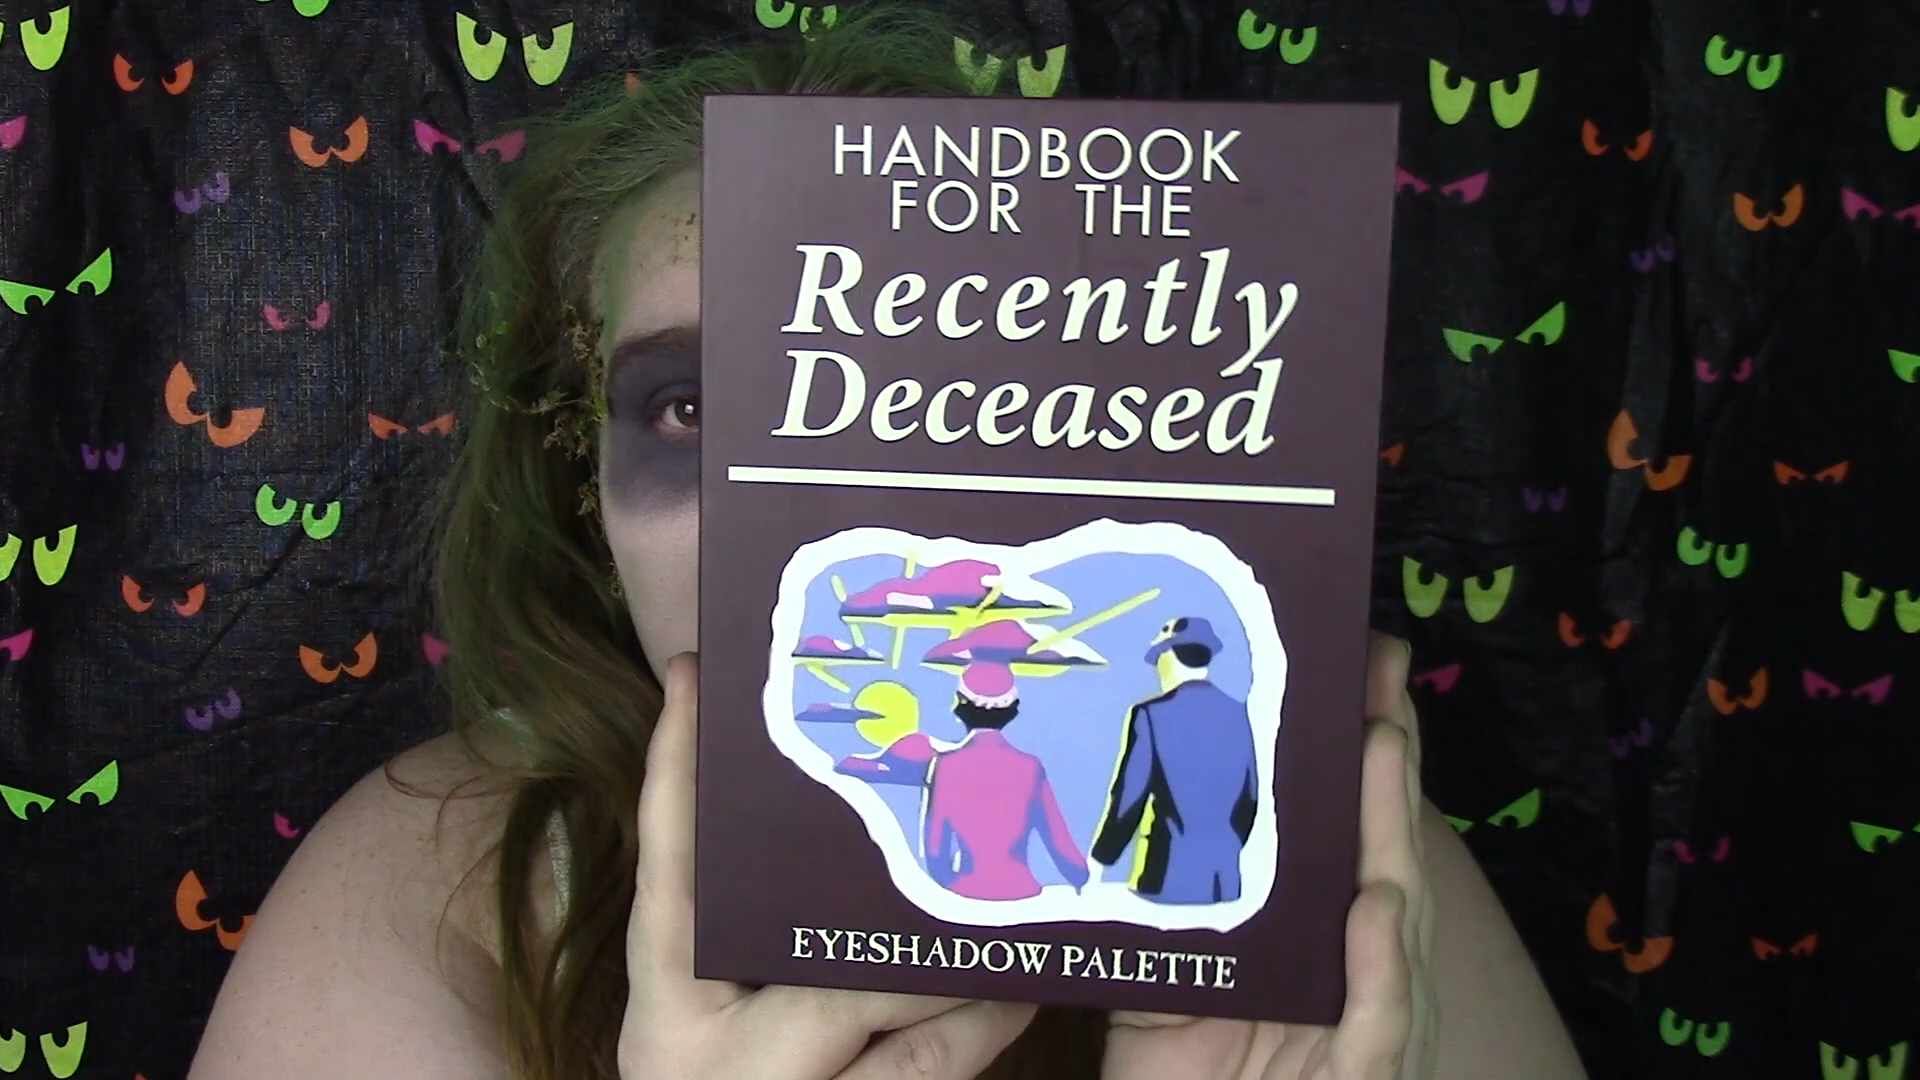 HANDBOOK
FOR THE
Recently
Deceased
EYESHADOW PALETTE